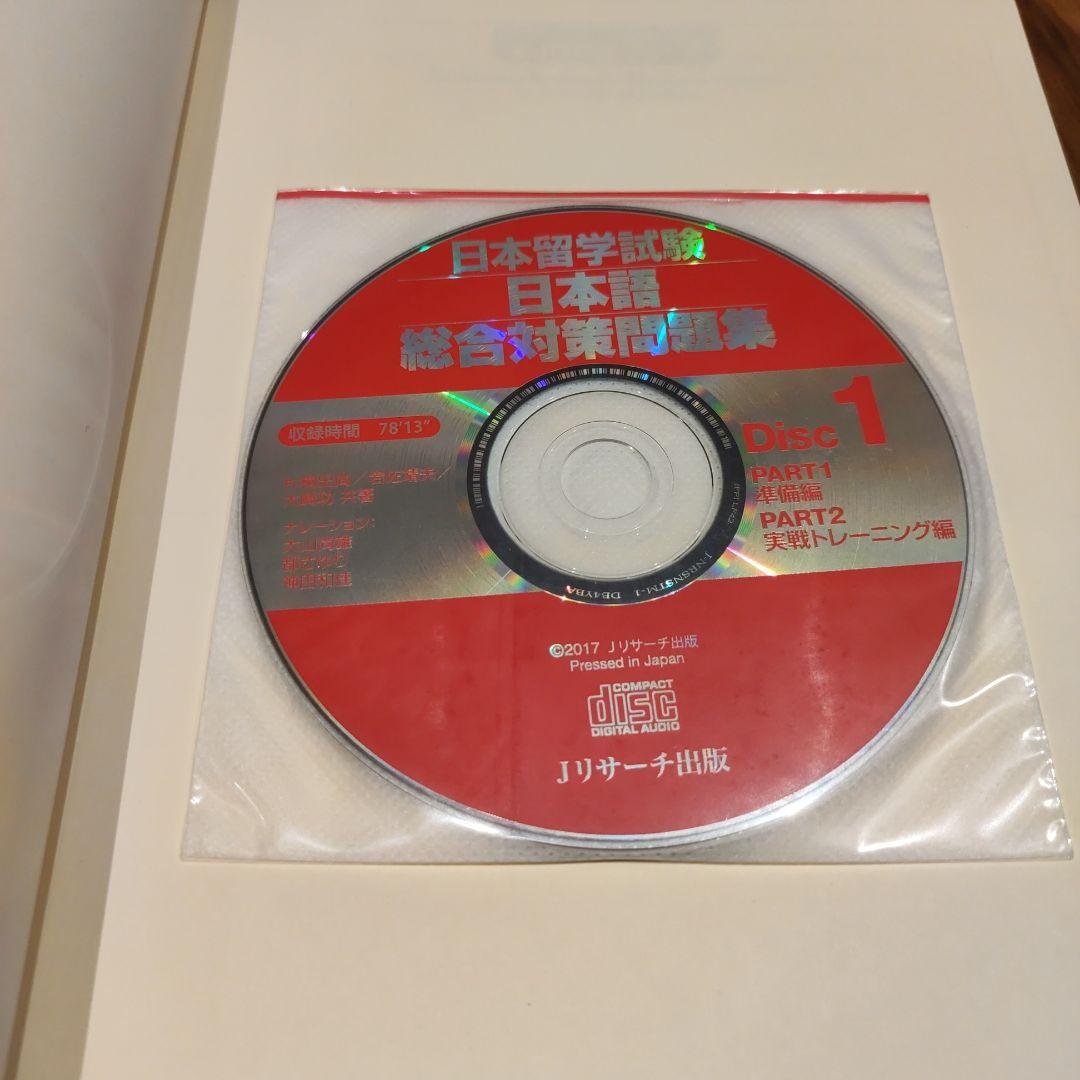 日本留学試験
日本語
総合対策問題集
収録時間 78'13"
Disc 1
PART1
準備編
PART2
実戦トレーニング編
共著
ナレーション:
©2017 Jリサーチ出版
Pressed in Japan
COMPACT
disc
DIGITAL AUDIO
Jリサーチ出版
J-NRSNSTM-1 DB4YBA